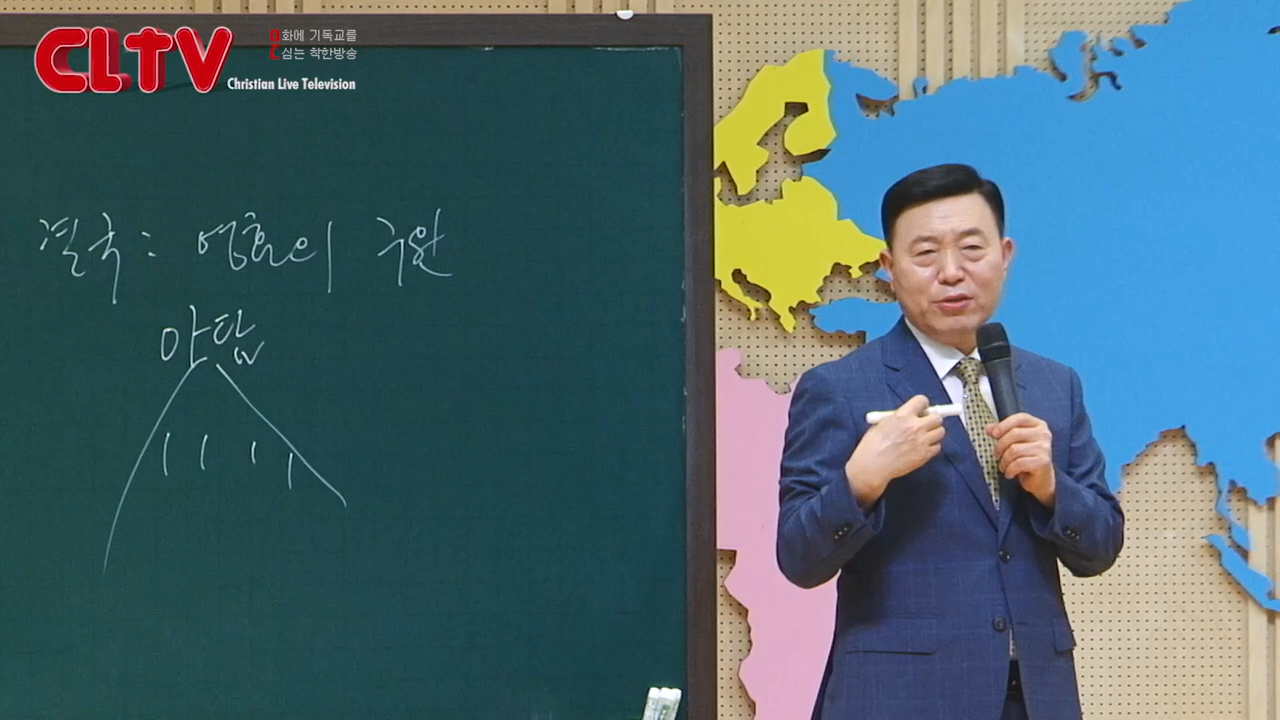 CLTV
문화에 기독교를
심는 착한방송
Christian Live Television
결국: 영혼의 구원
아담